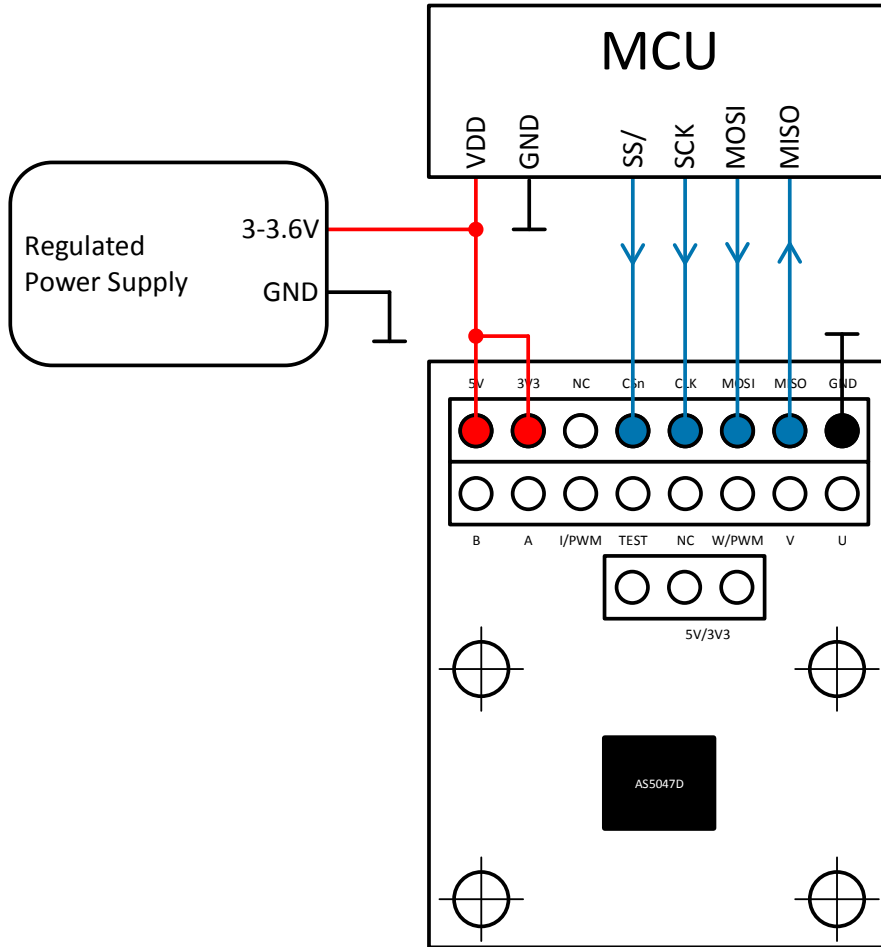 MCU
VDD
GND
SS/
SCK
MOSI
MISO
Regulated
Power Supply
3-3.6V
GND
5V
3V3
NC
CSn
CLK
MOSI
MISO
GND
B
A
I/PWM
TEST
NC
W/PWM
V
U
5V/3V3
AS5047D